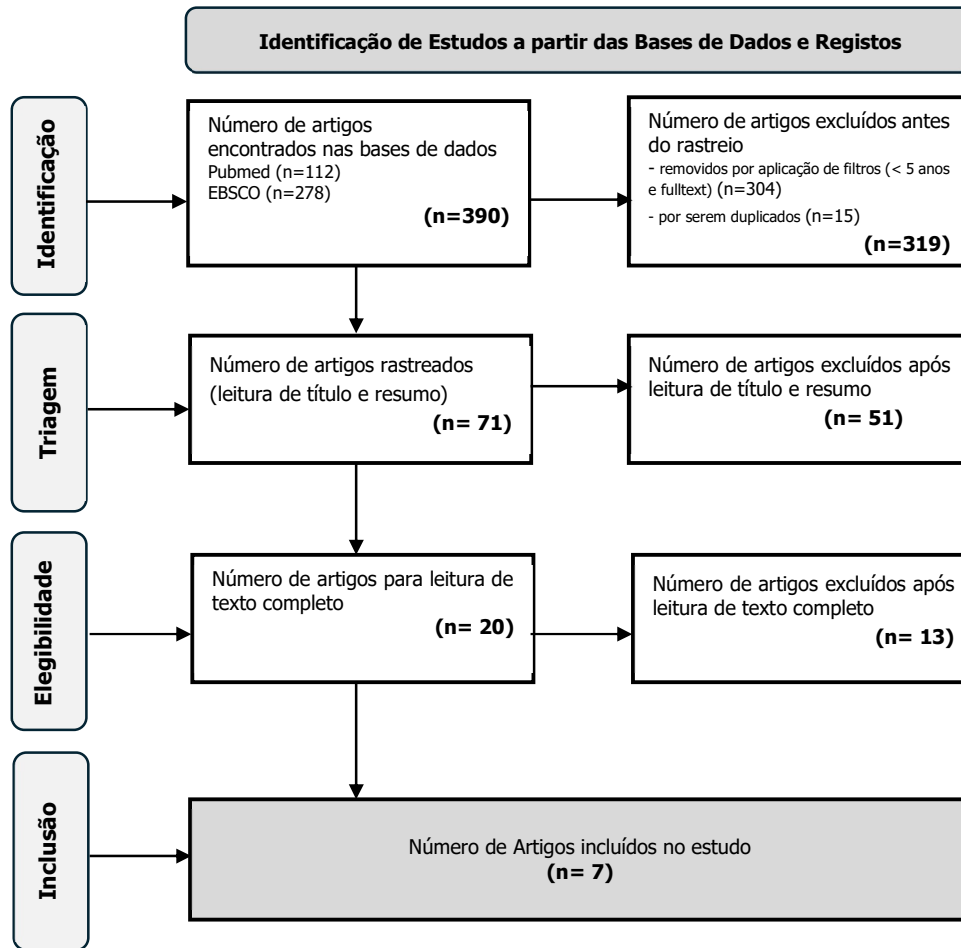 Identificação de Estudos a partir das Bases de Dados e Registos
Identificação
Número de artigos
encontrados nas bases de dados
Pubmed (n=112)
EBSCO (n=278)
(n=390)
Número de artigos excluídos antes
do rastreio
- removidos por aplicação de filtros (< 5 anos
e fulltext) (n=304)
- por serem duplicados (n=15)
(n=319)
Triagem
Número de artigos rastreados
(leitura de título e resumo)
(n= 71)
Número de artigos excluídos após
leitura de título e resumo
(n= 51)
Elegibilidade
Número de artigos para leitura de
texto completo
(n= 20)
Número de artigos excluídos após
leitura de texto completo
(n= 13)
Inclusão
Número de Artigos incluídos no estudo
(n= 7)